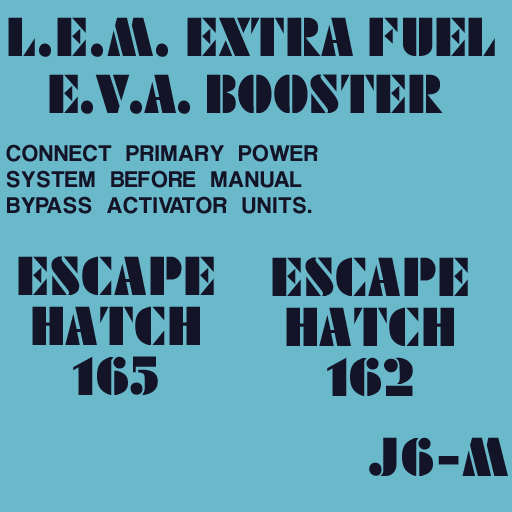 L.E.M. EXTRA FUEL
E.V.A. BOOSTER
CONNECT PRIMARY POWER
SYSTEM BEFORE MANUAL
BYPASS ACTIVATOR UNITS.
ESCAPE
HATCH
165
ESCAPE
HATCH
162
J6-M